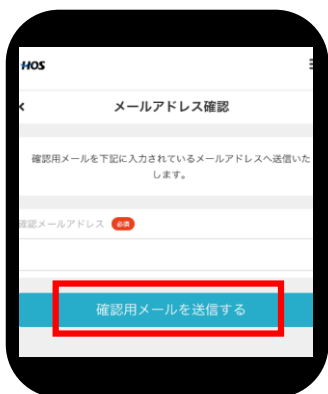 HOS
メールアドレス確認
確認用メールを下記に入力されているメールアドレスへ送信いた
します。
確認メールアドレス 必須
確認用メールを送信する